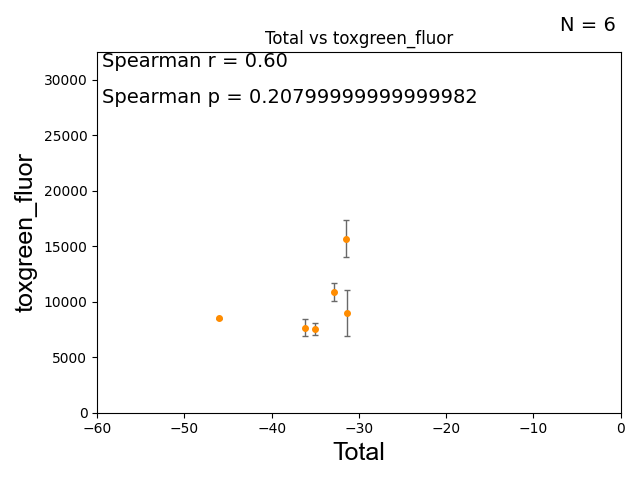 N = 6
Total vs toxgreen_fluor
Spearman r = 0.60
Spearman p = 0.20799999999999982
30000
25000
20000
15000
10000
5000
0
toxgreen_fluor
−60 −50 −40 −30 −20 −10 0
Total